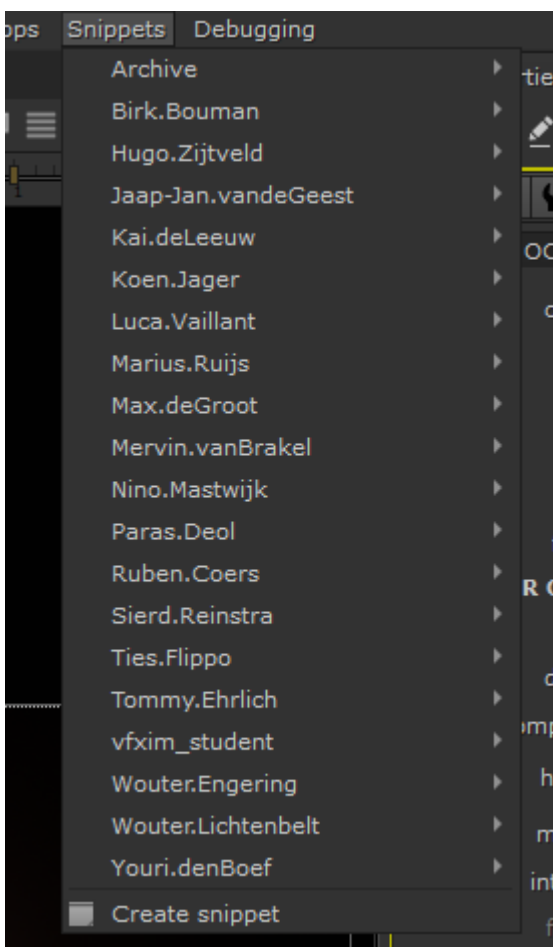 Snippets Debugging
Archive
Birk.Bouman
Hugo.Zijtveld
Jaap-Jan.vandeGeest
Kai.deLeeuw
Koen.Jager
Luca.Vaillant
Marius.Ruijs
Max.deGroot
Mervin.vanBrakel
Nino.Mastwijk
Paras.Deol
Ruben.Coers
Sierd.Reinstra
Ties.Flippo
Tommy.Ehrlich
vfxim_student
Wouter.Engering
Wouter.Lichtenbelt
Youri.denBoef
Create snippet